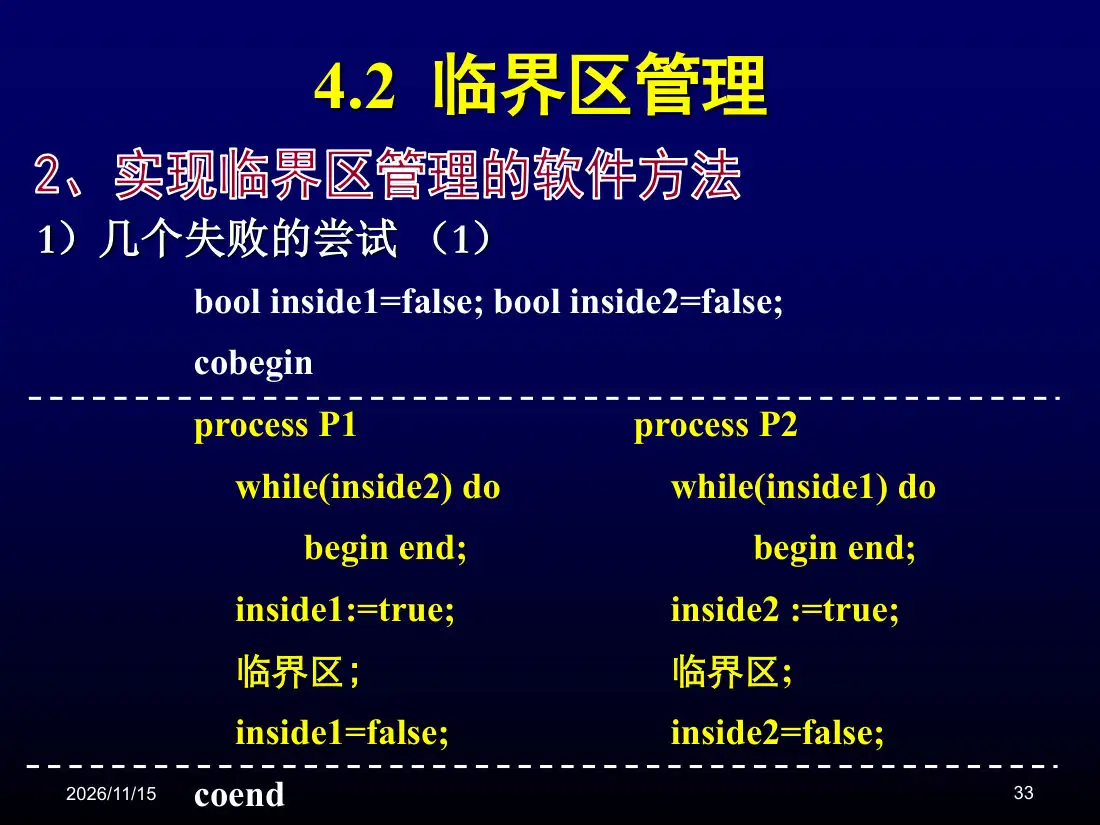 4.2 临界区管理
2、实现临界区管理的软件方法
1）几个失败的尝试 （1）
bool inside1=false; bool inside2=false;
cobegin
process P1 process P2
while(inside2) do while(inside1) do
begin end; begin end;
inside1:=true; inside2 :=true;
临界区； 临界区;
inside1=false; inside2=false;
coend
2026/11/15
33